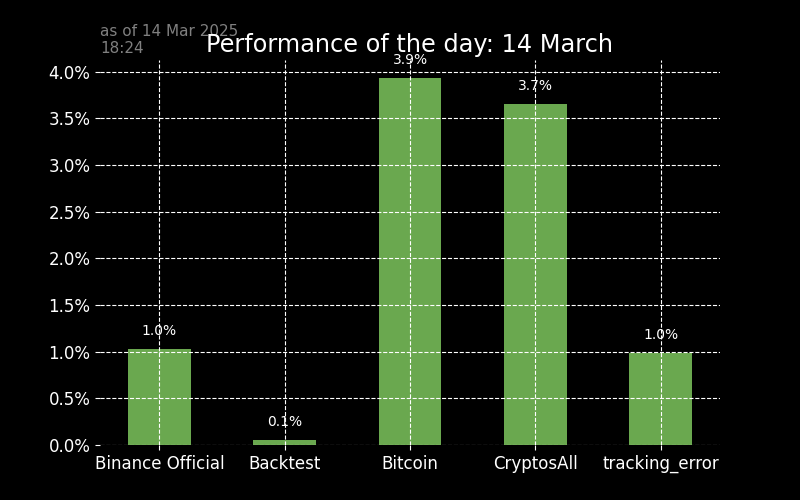 as of 14 Mar 2025
18:24
Performance of the day: 14 March
4.0%
3.5%
3.0%
2.5%
2.0%
1.5%
1.0%
0.5%
0.0%
1.0%
0.1%
3.9%
3.7%
1.0%
Binance Official
Backtest
Bitcoin
CryptosAll
tracking_error